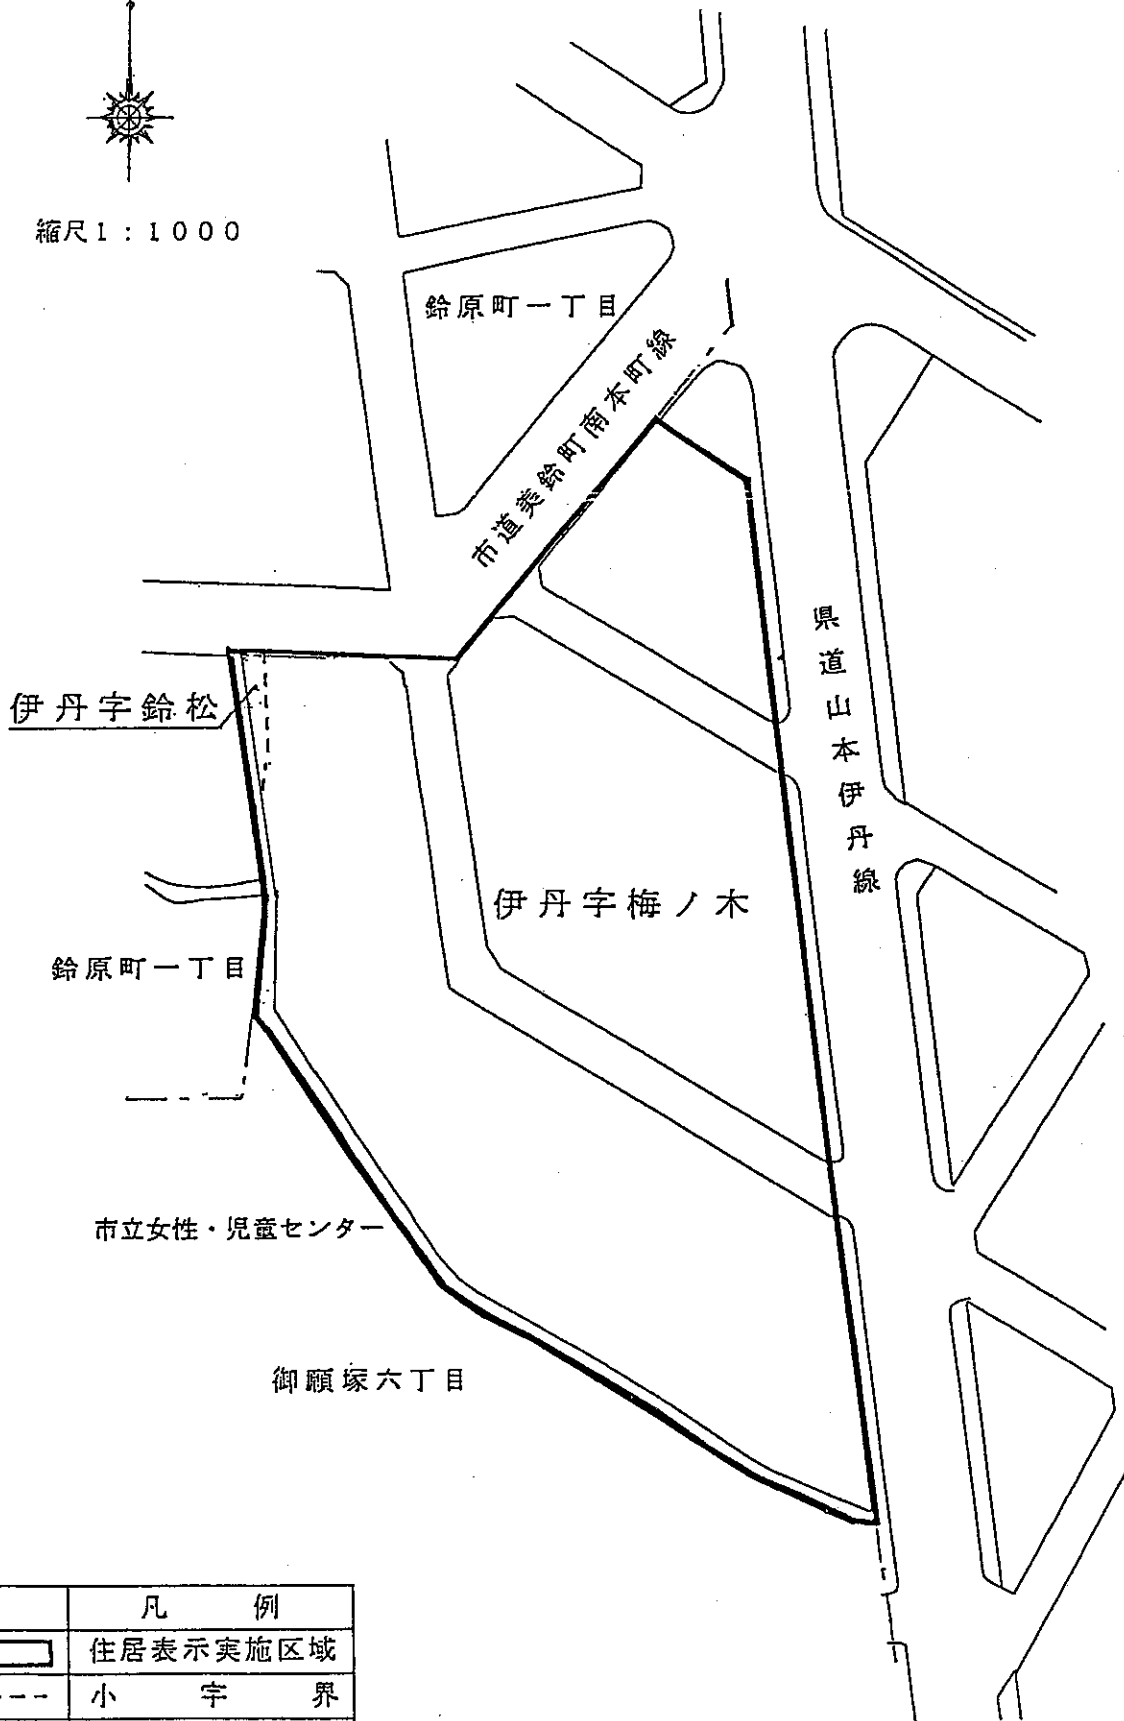 縮尺1:1000
鈴原町一丁目
市道美鈴町南本町線
県道山本伊丹線
伊丹字鈴松
伊丹字梅ノ木
鈴原町一丁目
市立女性・児童センター
御願塚六丁目
凡例
住居表示実施区域
小字界